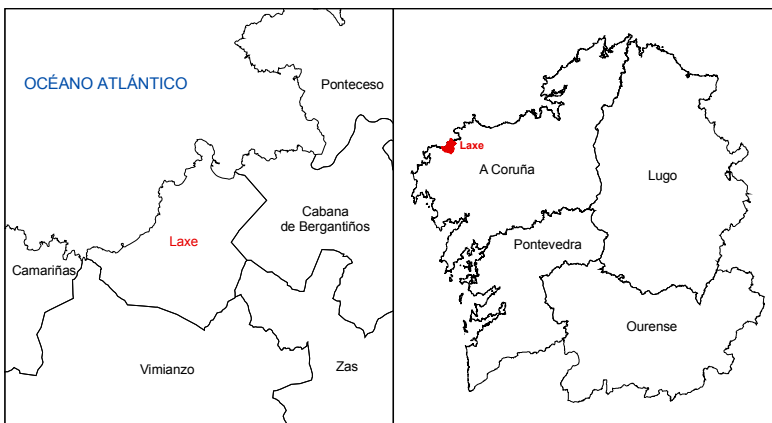 OCÉANO ATLÁNTICO
Ponteceso
Cabana
de Bergantiños
Laxe
Camariñas
Vimianzo
Zas
Laxe
A Coruña
Lugo
Pontevedra
Ourense